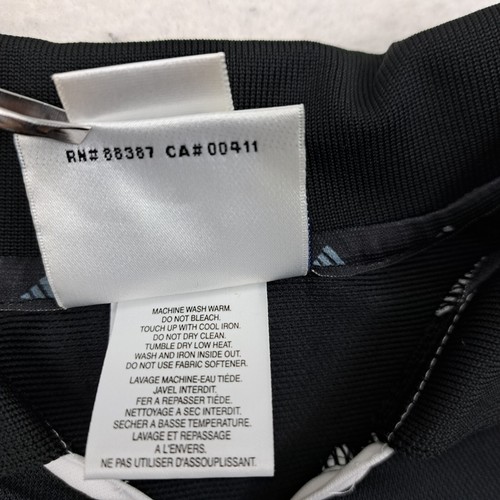 RN# 88387 CA# 00411
MACHINE WASH WARM.
DO NOT BLEACH.
TOUCH UP WITH COOL IRON.
DO NOT DRY CLEAN.
TUMBLE DRY LOW HEAT.
WASH AND IRON INSIDE OUT.
DO NOT USE FABRIC SOFTENER.
LAVAGE MACHINE-EAU TIÉDE.
JAVEL INTERDIT.
FER A REPASSER TIÉDE.
NETTOYAGE A SEC INTERDIT.
SECHER A BASSE TEMPERATURE.
LAVAGE ET REPASSAGE
A L'ENVERS.
NE PAS UTILISER D'ASSOUPLISSANT.